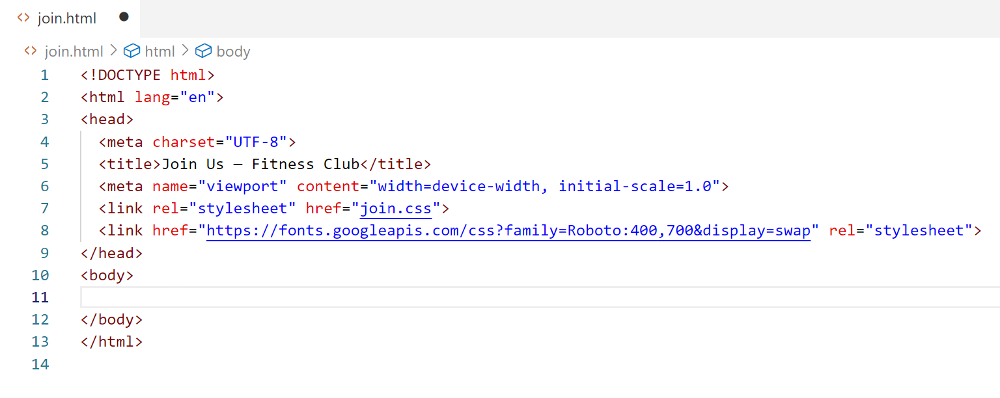 join.html
join.html > html > body
1 <!DOCTYPE html>
2 <html lang="en">
3 <head>
4 <meta charset="UTF-8">
5 <title>Join Us – Fitness Club</title>
6 <meta name="viewport" content="width=device-width, initial-scale=1.0">
7 <link rel="stylesheet" href="join.css">
8 <link href="https://fonts.googleapis.com/css?family=Roboto:400,700&display=swap" rel="stylesheet">
9 </head>
10 <body>
11
12 </body>
13 </html>
14